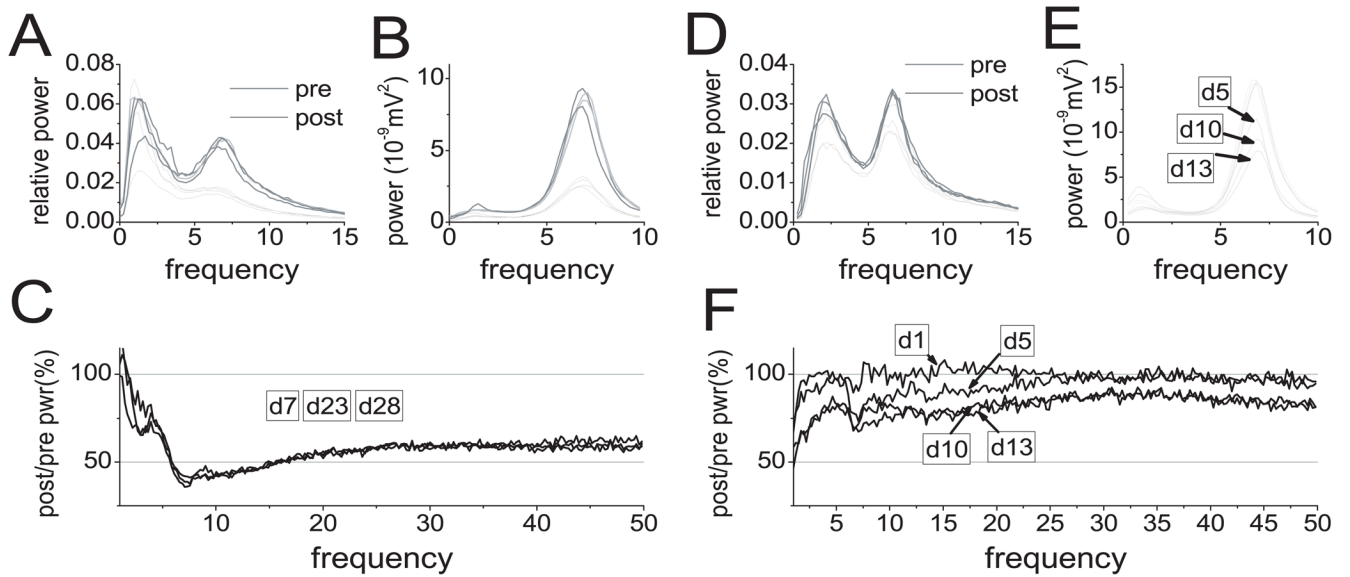 A
relative power
0.08
0.06
0.04
0.02
0.00
pre
post
0
5
10
15
frequency
B
power (10⁻⁹mV²)
10
5
0
0
5
10
frequency
D
relative power
0.04
0.03
0.02
0.01
0.00
pre
post
0
5
10
15
frequency
E
power (10⁻⁹mV²)
15
10
5
0
d5
d10
d13
0
5
10
frequency
C
post/pre pwr(%)
100
50
d7 d23 d28
10
20
30
40
50
frequency
F
post/pre pwr(%)
100
50
d1
d5
d10
d13
5
10
15
20
25
30
35
40
45
50
frequency